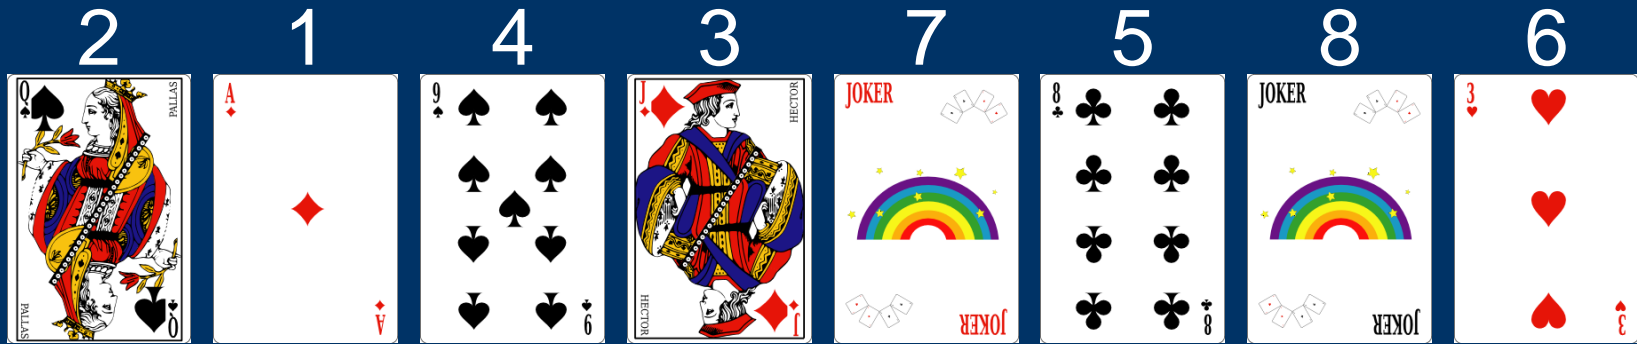 2 1 4 3 7 5 8 6
Q PALLAS A 9 J HECTOR JOKER 8 JOKER 3
PALLAS Q A 9 HECTOR J JOKER 8 JOKER 3